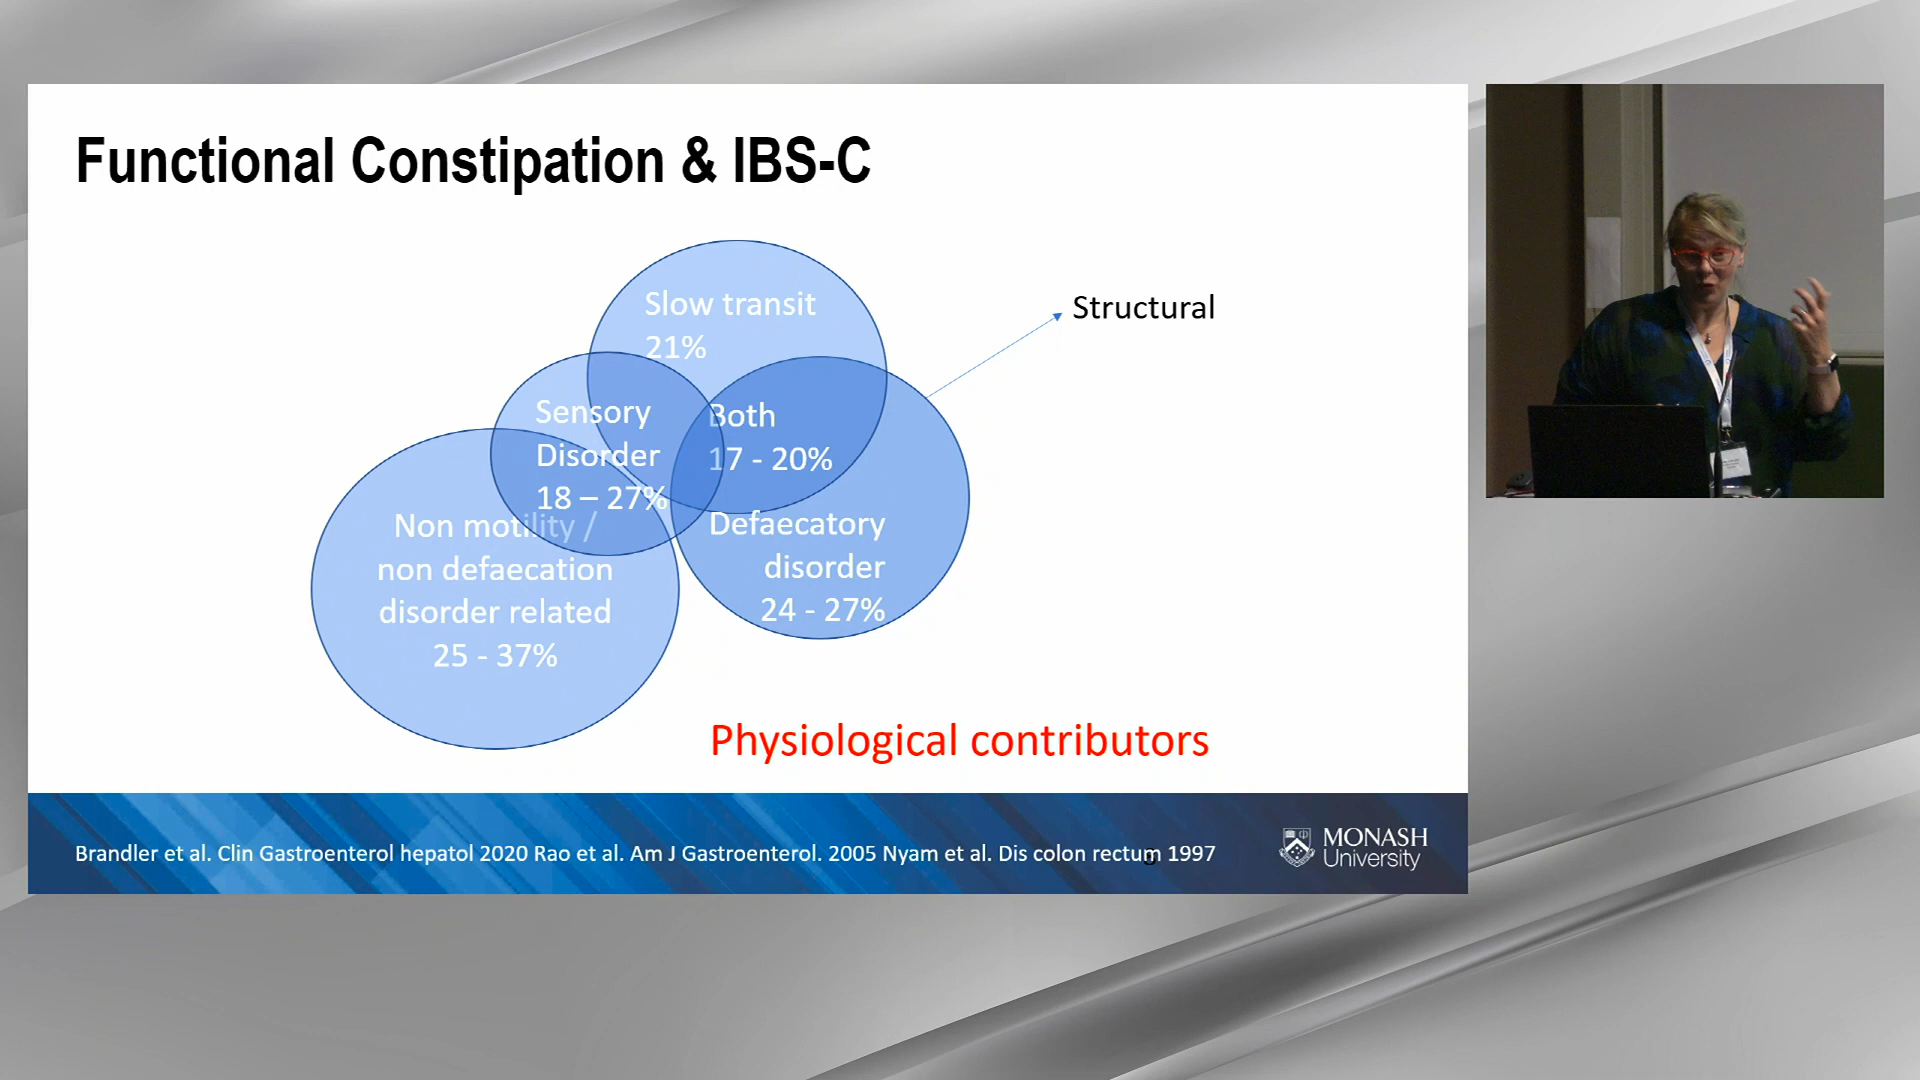 Functional Constipation & IBS-C
Slow transit
21%
Structural
Sensory
Disorder
18 – 27%
Both
17 - 20%
Non motility /
non defaecation
disorder related
25 - 37%
Defaecatory
disorder
24 - 27%
Physiological contributors
Brandler et al. Clin Gastroenterol hepatol 2020 Rao et al. Am J Gastroenterol. 2005 Nyam et al. Dis colon rectum 1997
MONASH
University